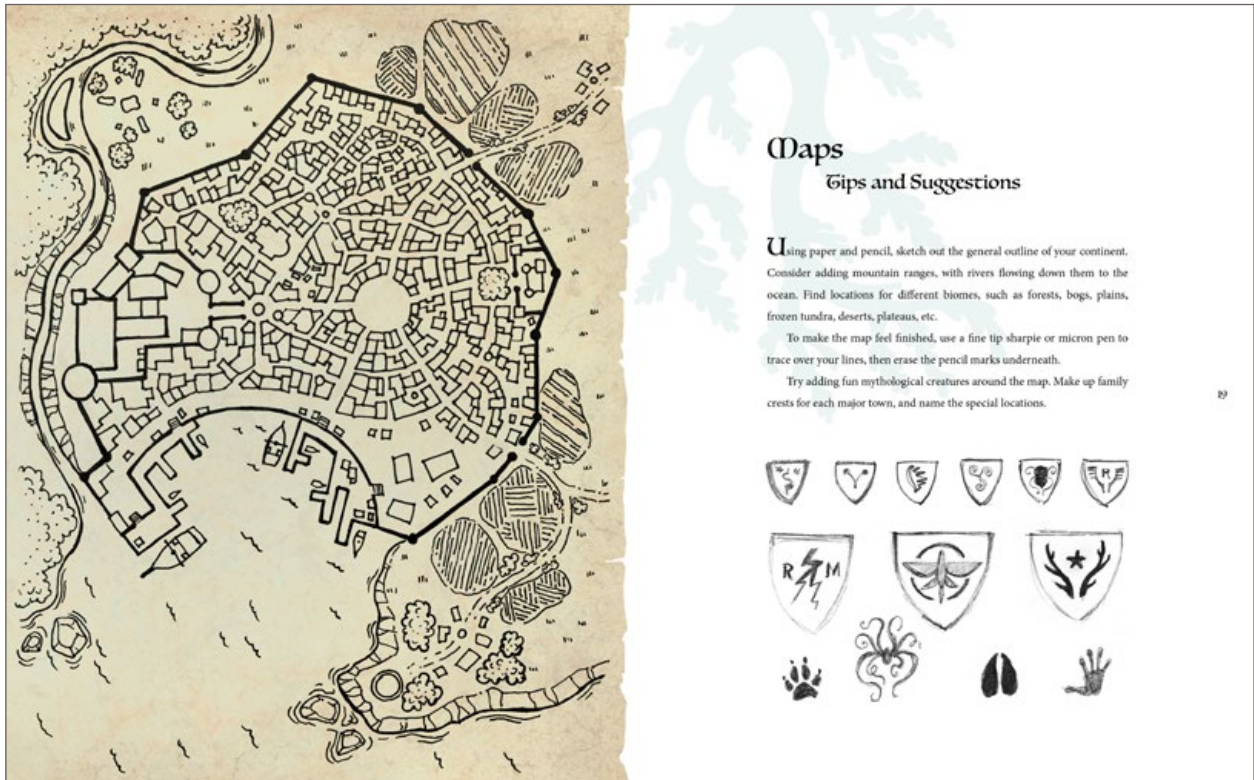 Maps
Tips and Suggestions
Using paper and pencil, sketch out the general outline of your continent.
Consider adding mountain ranges, with rivers flowing down them to the
ocean. Find locations for different biomes, such as forests, bogs, plains,
frozen tundra, deserts, plateaus, etc.
To make the map feel finished, use a fine tip sharpie or micron pen to
trace over your lines, then erase the pencil marks underneath.
Try adding fun mythological creatures around the map. Make up family
crests for each major town, and name the special locations.
19
R
R M